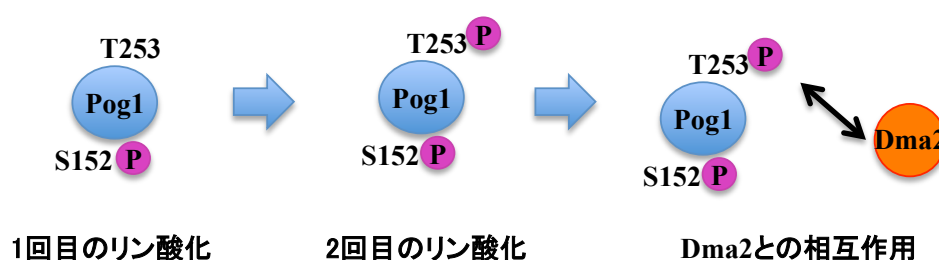 T253
Pog1
S152 P
1回目のリン酸化
T253 P
Pog1
S152 P
2回目のリン酸化
T253 P
Pog1
S152 P
Dma2
Dma2との相互作用